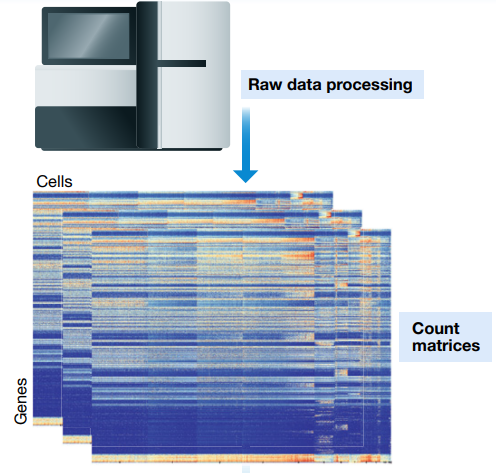 Raw data processing
Cells
Count
matrices
Genes